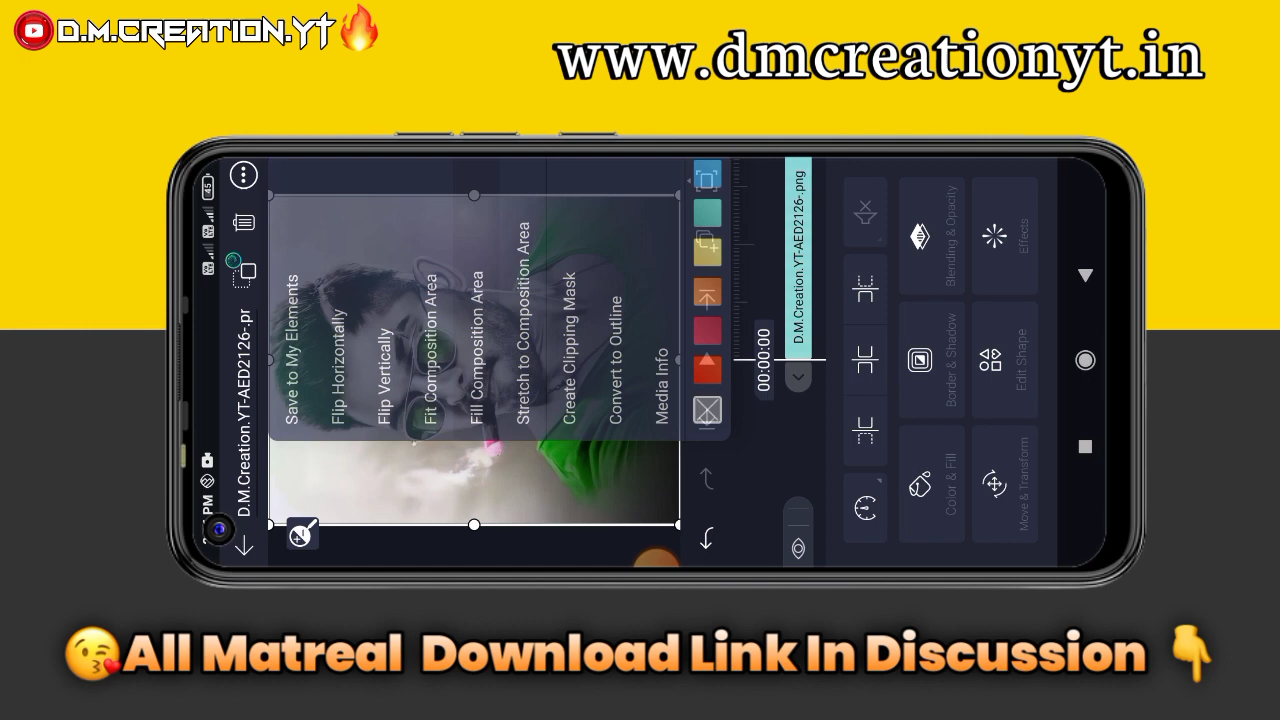 D.M.CREATION.YT
www.dmcreationyt.in
PM
45
D.M.Creation.YT-AED2126-.pr
Save to My Elements
Flip Horizontally
Flip Vertically
Fit Composition Area
Fill Composition Area
Stretch to Composition Area
Create Clipping Mask
Convert to Outline
Media Info
00:00:00
D.M.Creation.YT-AED2126-.png
Color & Fill
Border & Shadow
Blending & Opacity
Move & Transform
Edit Shape
Effects
All Matreal Download Link In Discussion